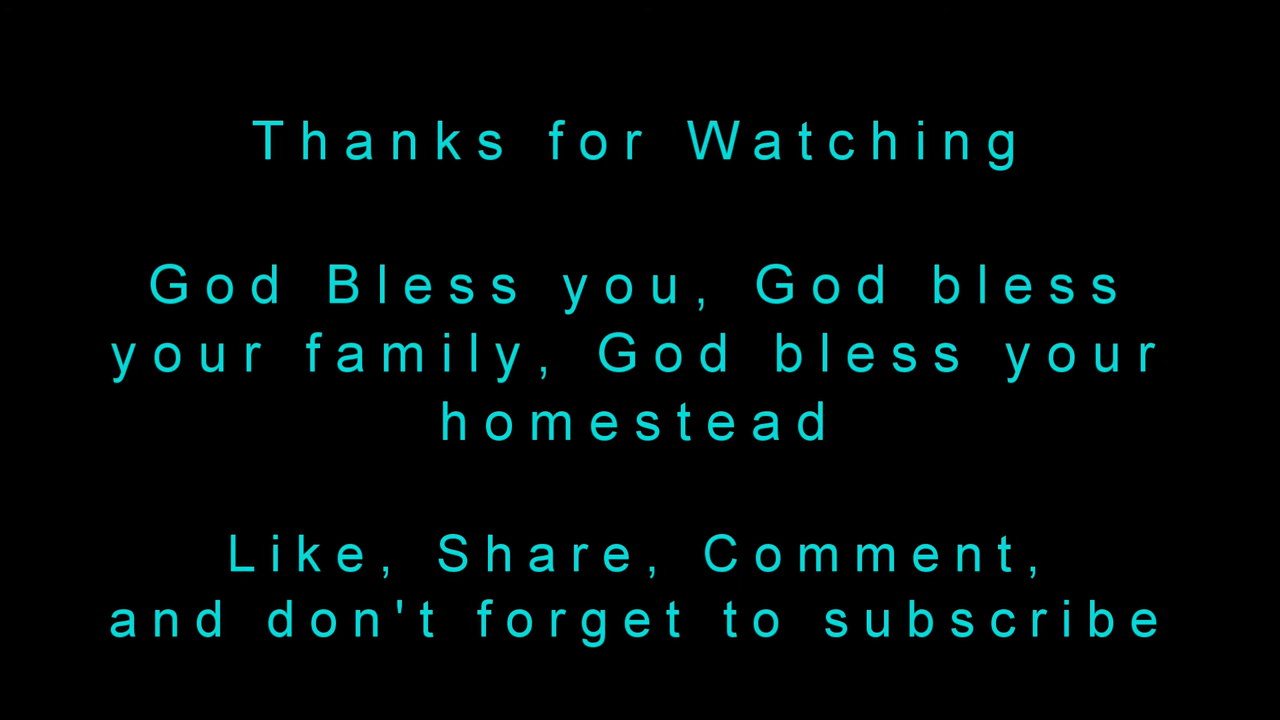 Thanks for Watching
God Bless you, God bless
your family, God bless your
homestead
Like, Share, Comment,
and don't forget to subscribe